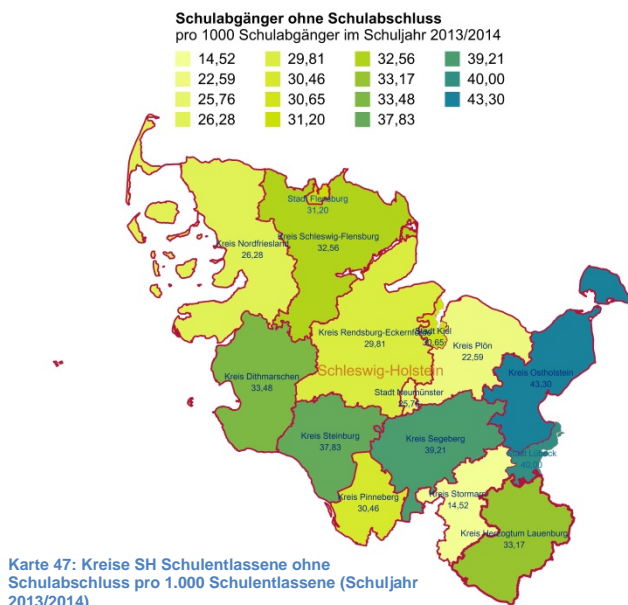 Schulabgänger ohne Schulabschluss
pro 1000 Schulabgänger im Schuljahr 2013/2014
14,52 29,81 32,56 39,21
22,59 30,46 33,17 40,00
25,76 30,65 33,48 43,30
26,28 31,20 37,83
Stadt Flensburg
31,20
Kreis Nordfriesland
26,28
Kreis Schleswig-Flensburg
32,56
Kreis Rendsburg-Eckernförde
29,81
Stadt Kiel
30,65
Kreis Plön
22,59
Kreis Ostholstein
43,30
Kreis Dithmarschen
33,48
Schleswig-Holstein
Stadt Neumünster
25,76
Kreis Steinburg
37,83
Kreis Segeberg
39,21
Stadt Lübeck
40,00
Kreis Pinneberg
30,46
Kreis Stormarn
14,52
Kreis Herzogtum Lauenburg
33,17
Karte 47: Kreise SH Schulentlassene ohne
Schulabschluss pro 1.000 Schulentlassene (Schuljahr
2013/2014)